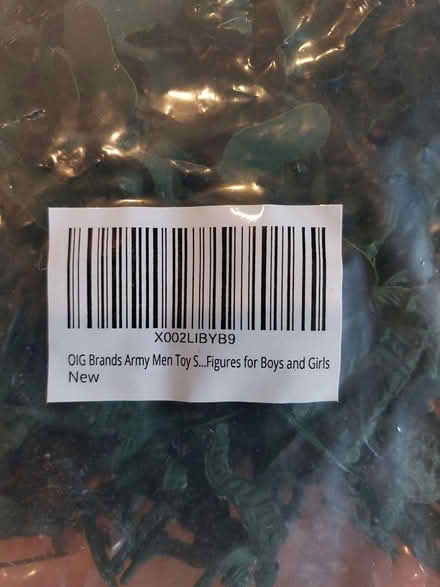 X002LIBYB9
OIG Brands Army Men Toy S...Figures for Boys and Girls
New